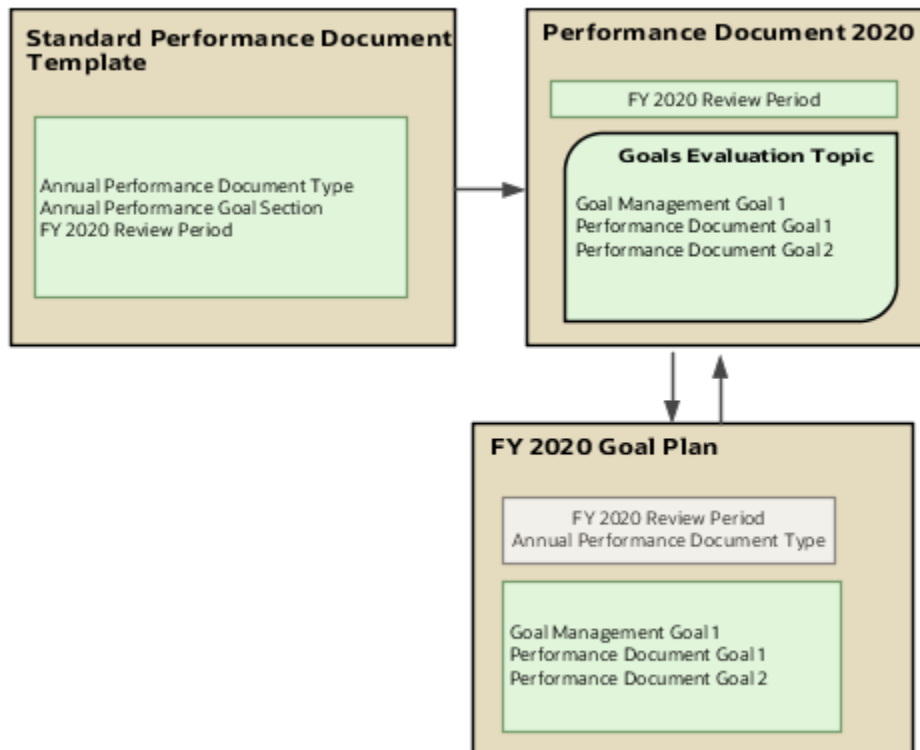 Standard Performance Document
Template
Annual Performance Document Type
Annual Performance Goal Section
FY 2020 Review Period
Performance Document 2020
FY 2020 Review Period
Goals Evaluation Topic
Goal Management Goal 1
Performance Document Goal 1
Performance Document Goal 2
FY 2020 Goal Plan
FY 2020 Review Period
Annual Performance Document Type
Goal Management Goal 1
Performance Document Goal 1
Performance Document Goal 2